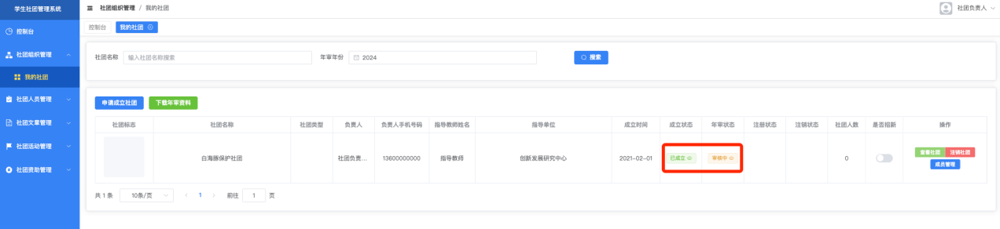 学生社团管理系统
社团组织管理 / 我的社团
社团负责人
控制台
社团组织管理
我的社团
社团人员管理
社团文章管理
社团活动管理
社团资助管理
控制台 我的社团
社团名称 输入社团名称搜索 年审年份 2024 搜索
申请成立社团 下载年审资料
社团标志 社团名称 社团类型 负责人 负责人手机号码 指导教师姓名 指导单位 成立时间 成立状态 年审状态 注册状态 注销状态 社团人数 是否招新 操作
白海豚保护社团 社团负责... 13600000000 指导教师 创新发展研究中心 2021-02-01 已成立 审核中 0 查看社团 注销社团
成员管理
共 1 条 10条/页 1 前往 1 页